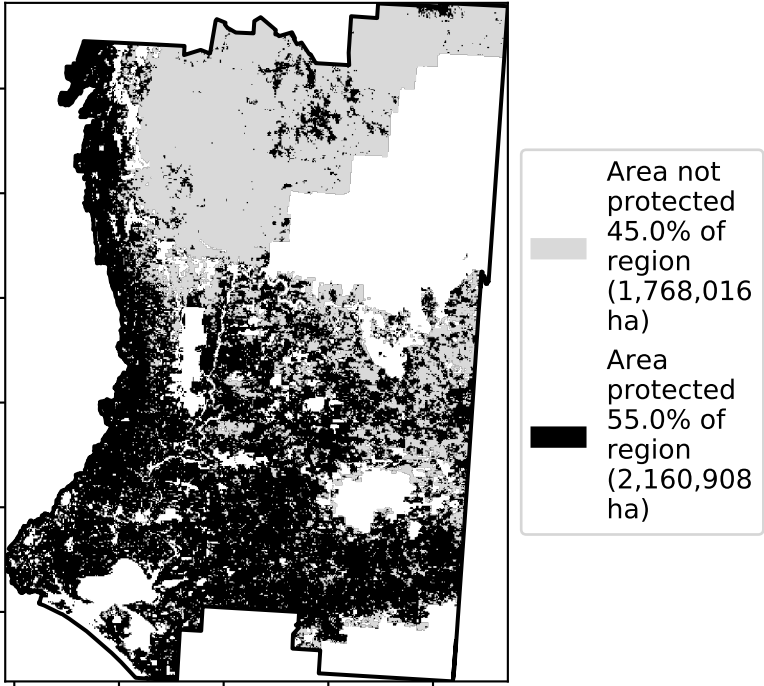 Area not
protected
45.0% of
region
(1,768,016
ha)
Area
protected
55.0% of
region
(2,160,908
ha)